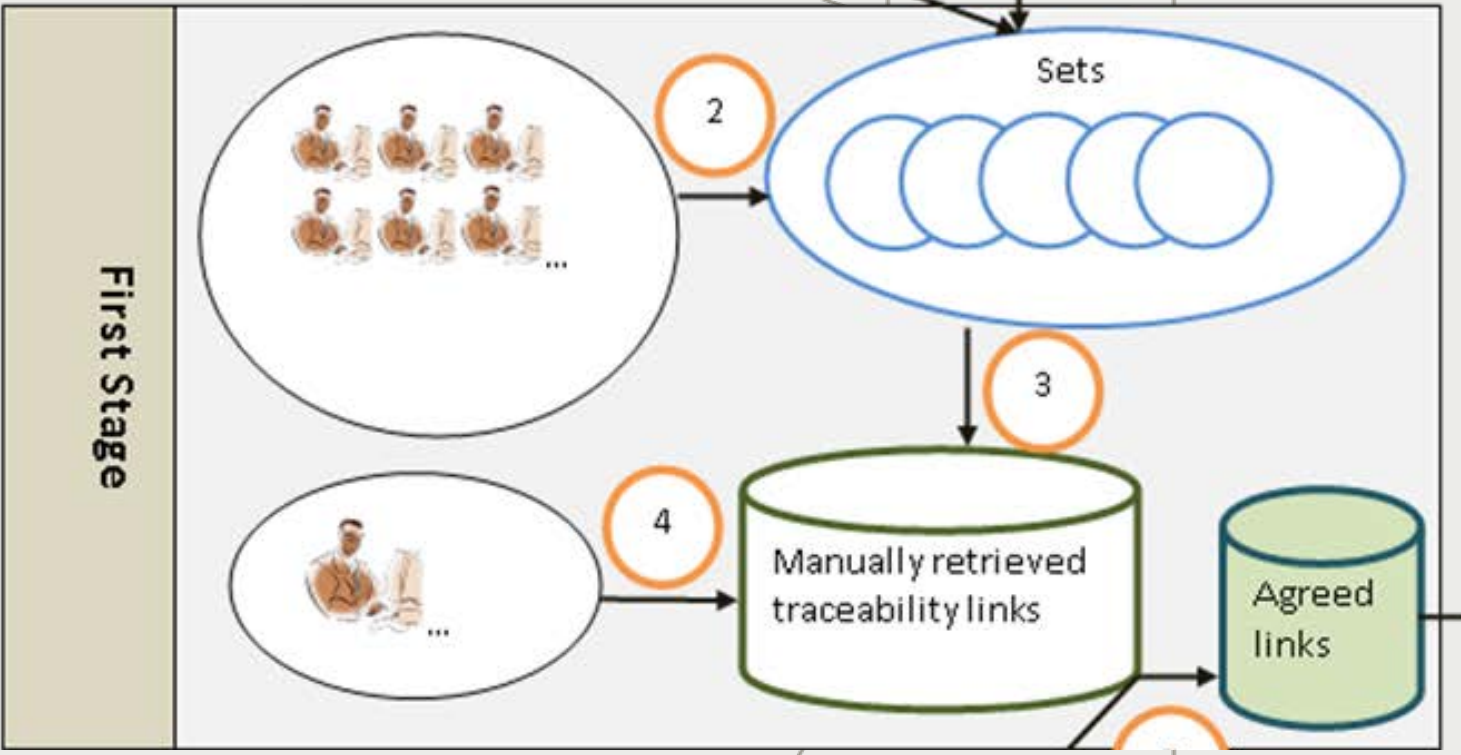 First Stage
2
Sets
...
3
4
...
Manually retrieved
traceability links
Agreed
links